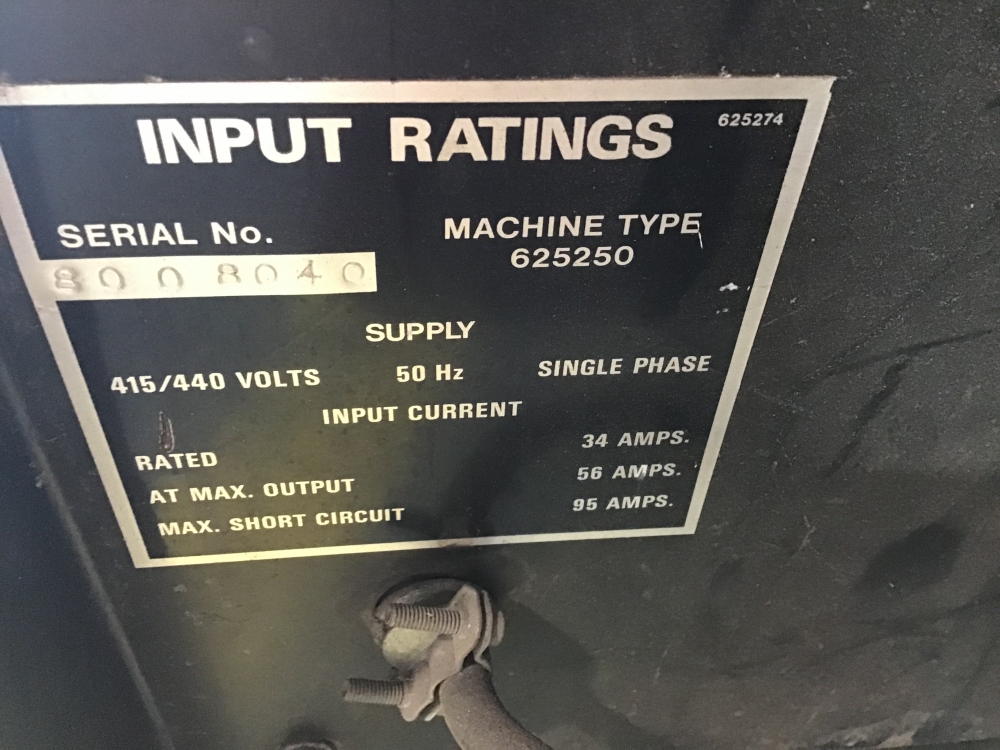 INPUT RATINGS 625274
SERIAL No. MACHINE TYPE
8008040 625250
SUPPLY
415/440 VOLTS 50 Hz SINGLE PHASE
INPUT CURRENT
RATED 34 AMPS.
AT MAX. OUTPUT 56 AMPS.
MAX. SHORT CIRCUIT 95 AMPS.